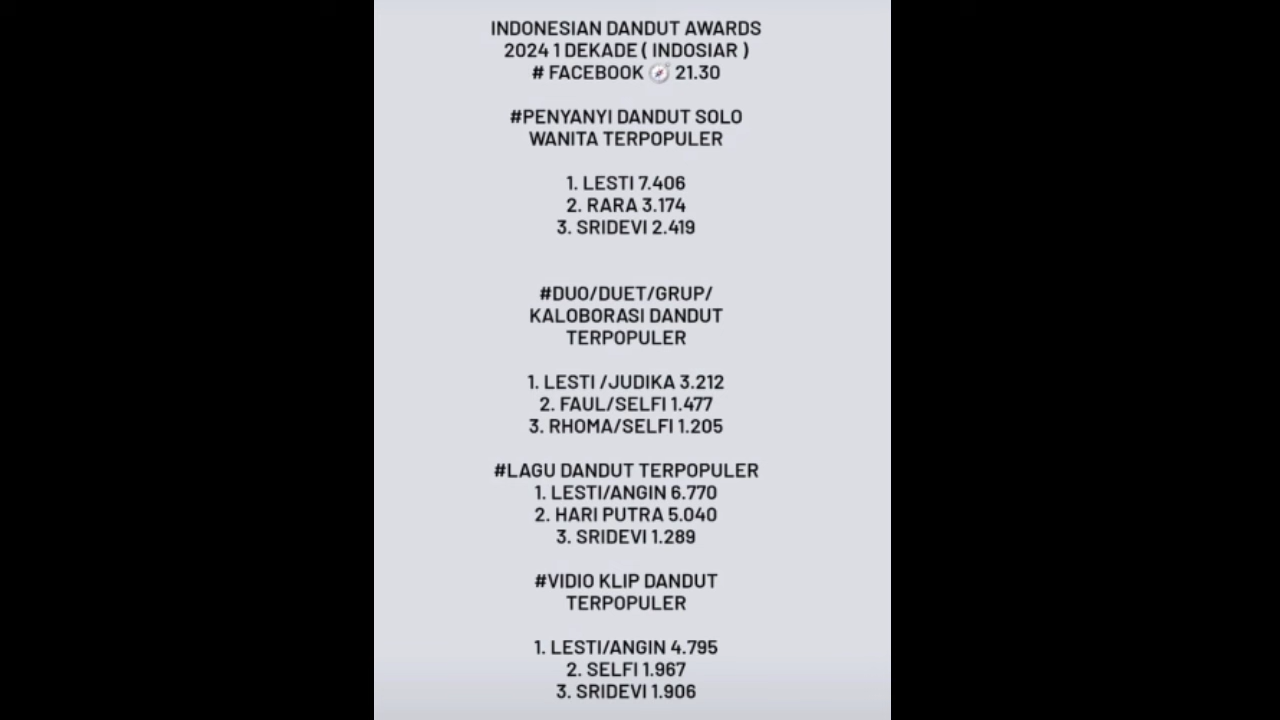 INDONESIAN DANDUT AWARDS
2024 1 DEKADE ( INDOSIAR )
# FACEBOOK 🧭 21.30
#PENYANYI DANDUT SOLO
WANITA TERPOPULER
1. LESTI 7.406
2. RARA 3.174
3. SRIDEVI 2.419
#DUO/DUET/GRUP/
KALOBORASI DANDUT
TERPOPULER
1. LESTI /JUDIKA 3.212
2. FAUL/SELFI 1.477
3. RHOMA/SELFI 1.205
#LAGU DANDUT TERPOPULER
1. LESTI/ANGIN 6.770
2. HARI PUTRA 5.040
3. SRIDEVI 1.289
#VIDIO KLIP DANDUT
TERPOPULER
1. LESTI/ANGIN 4.795
2. SELFI 1.967
3. SRIDEVI 1.906